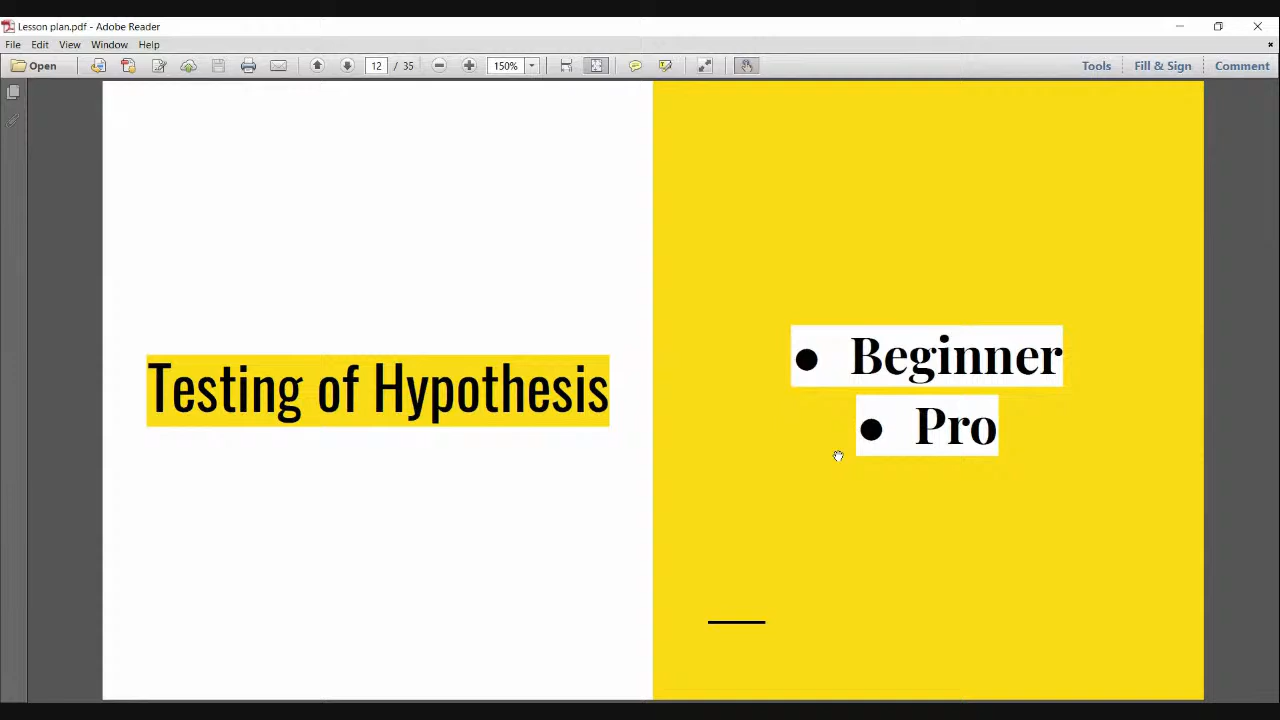 Lesson plan.pdf - Adobe Reader
File Edit View Window Help
Open 12 / 35 150% Tools Fill & Sign Comment
Testing of Hypothesis
● Beginner
● Pro